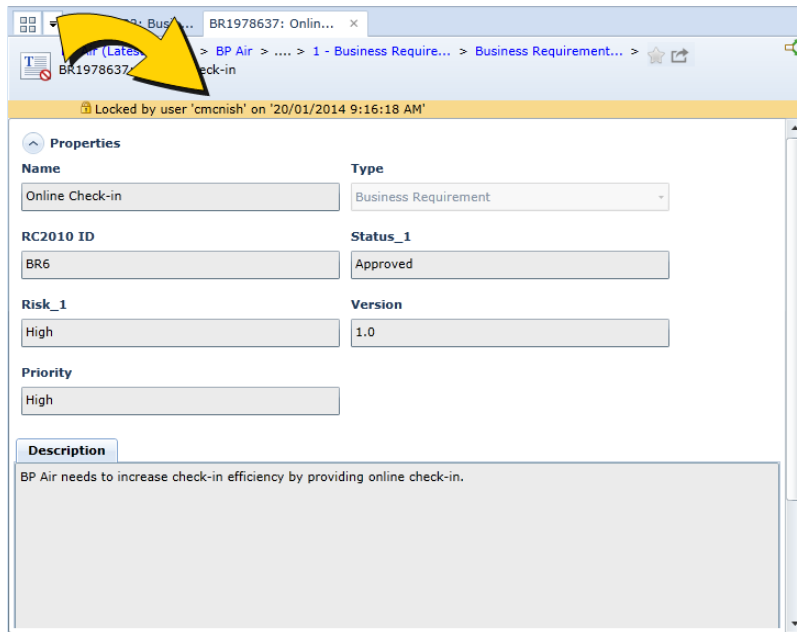 : Busi... BR1978637: Onlin... ×
Air (Lates > BP Air > .... > 1 - Business Require... > Business Requirement... >
BR1978637: eck-in
Locked by user 'cmcnish' on '20/01/2014 9:16:18 AM'
Properties
Name Type
Online Check-in Business Requirement
RC2010 ID Status_1
BR6 Approved
Risk_1 Version
High 1.0
Priority
High
Description
BP Air needs to increase check-in efficiency by providing online check-in.